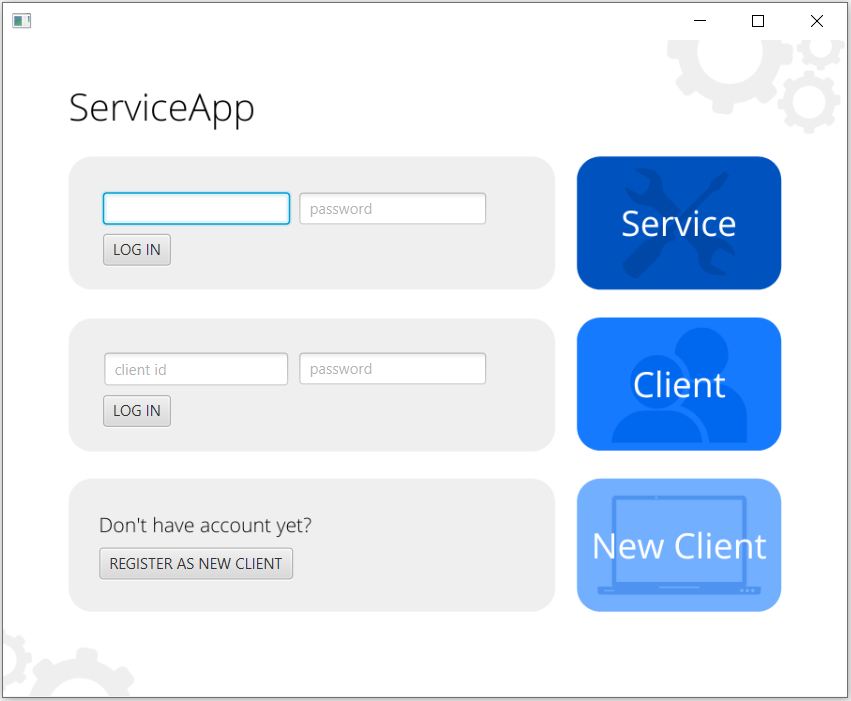 ServiceApp
password
LOG IN
Service
client id
password
LOG IN
Client
Don't have account yet?
REGISTER AS NEW CLIENT
New Client